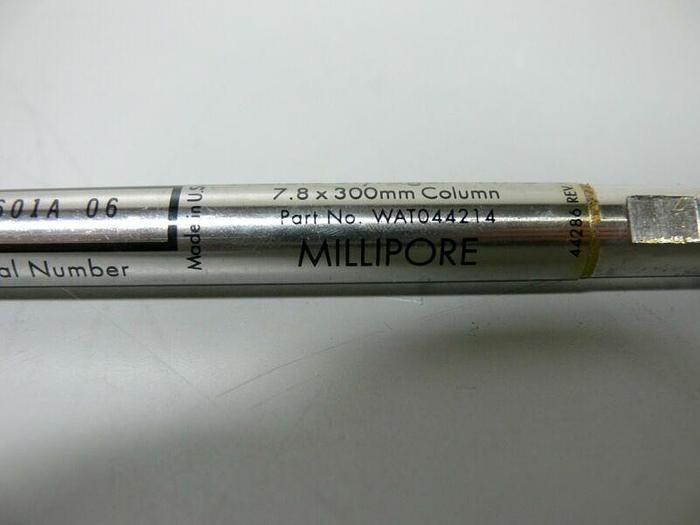 601A 06
al Number
Made in U.S
7.8 x 300mm Column
Part No. WAT044214
MILLIPORE
44286 REV